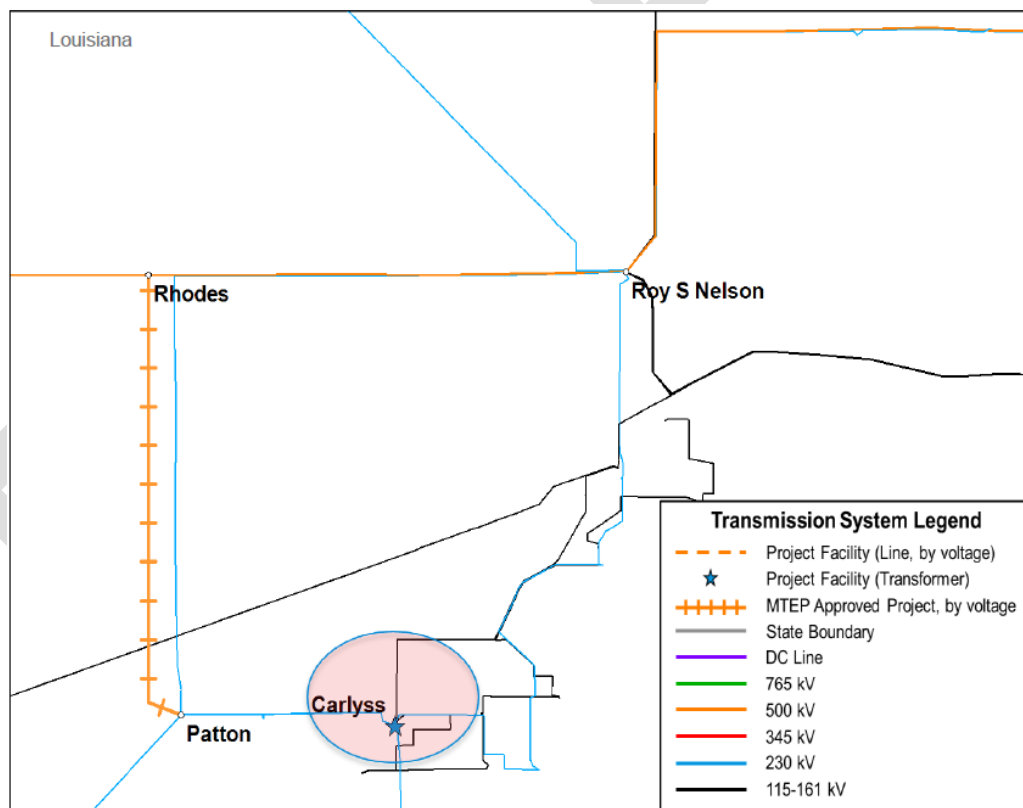 Louisiana
Rhodes
Roy S Nelson
Carlyss
Patton
Transmission System Legend
Project Facility (Line, by voltage)
Project Facility (Transformer)
MTEP Approved Project, by voltage
State Boundary
DC Line
765 kV
500 kV
345 kV
230 kV
115-161 kV